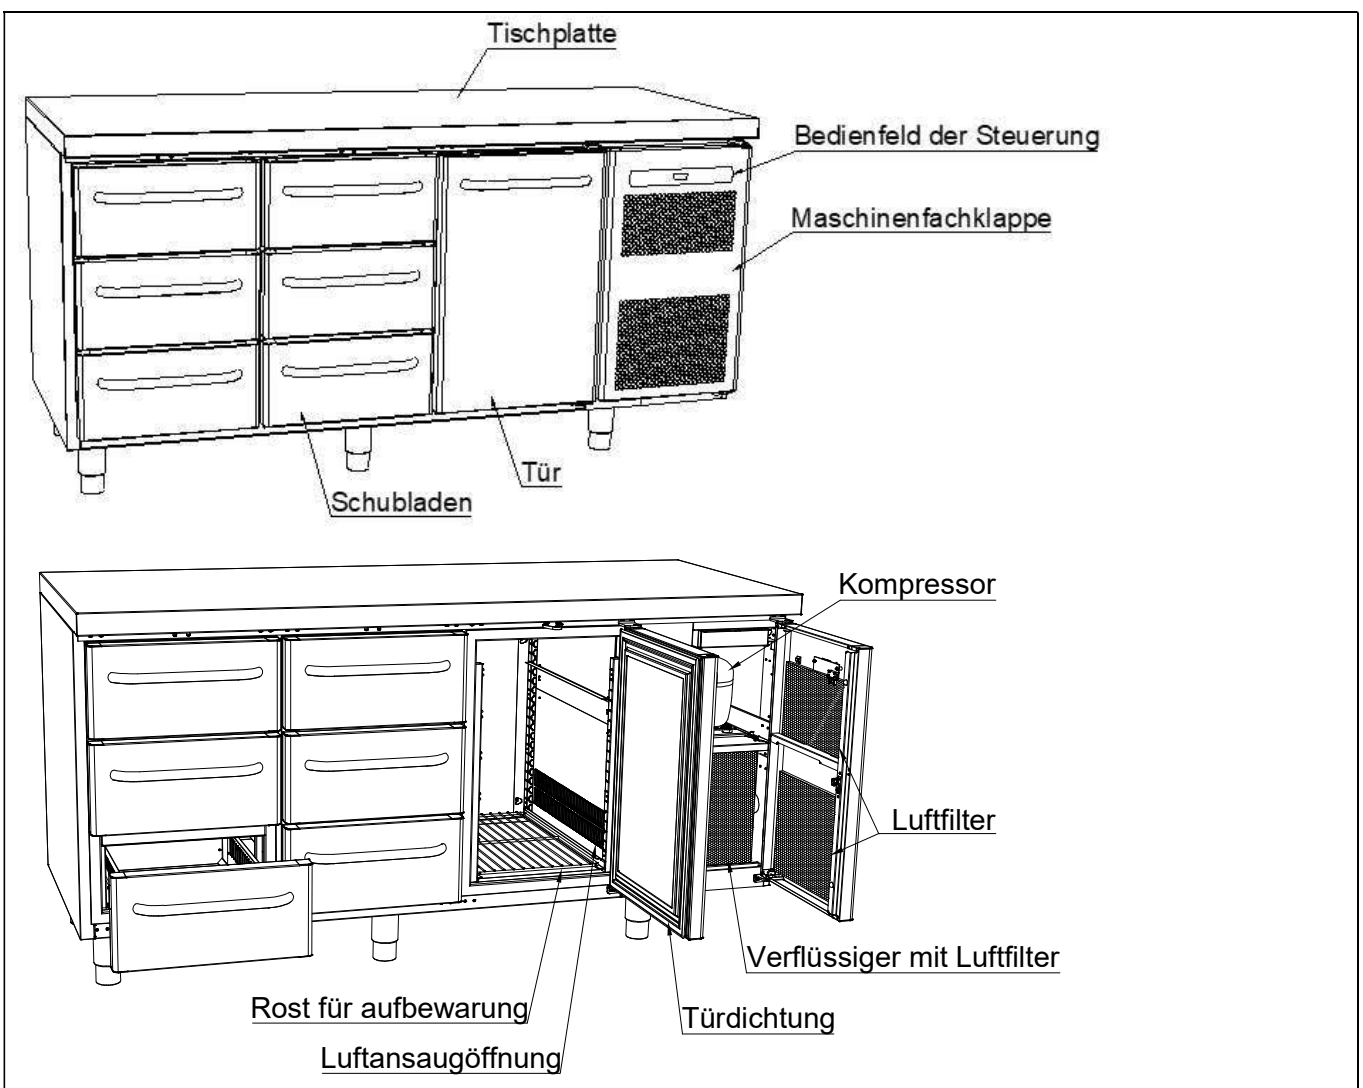 Tischplatte
Bedienfeld der Steuerung
Maschinenfachklappe
Tür
Schubladen
Kompressor
Luftfilter
Verflüssiger mit Luftfilter
Rost für aufbewarung
Türdichtung
Luftansaugöffnung